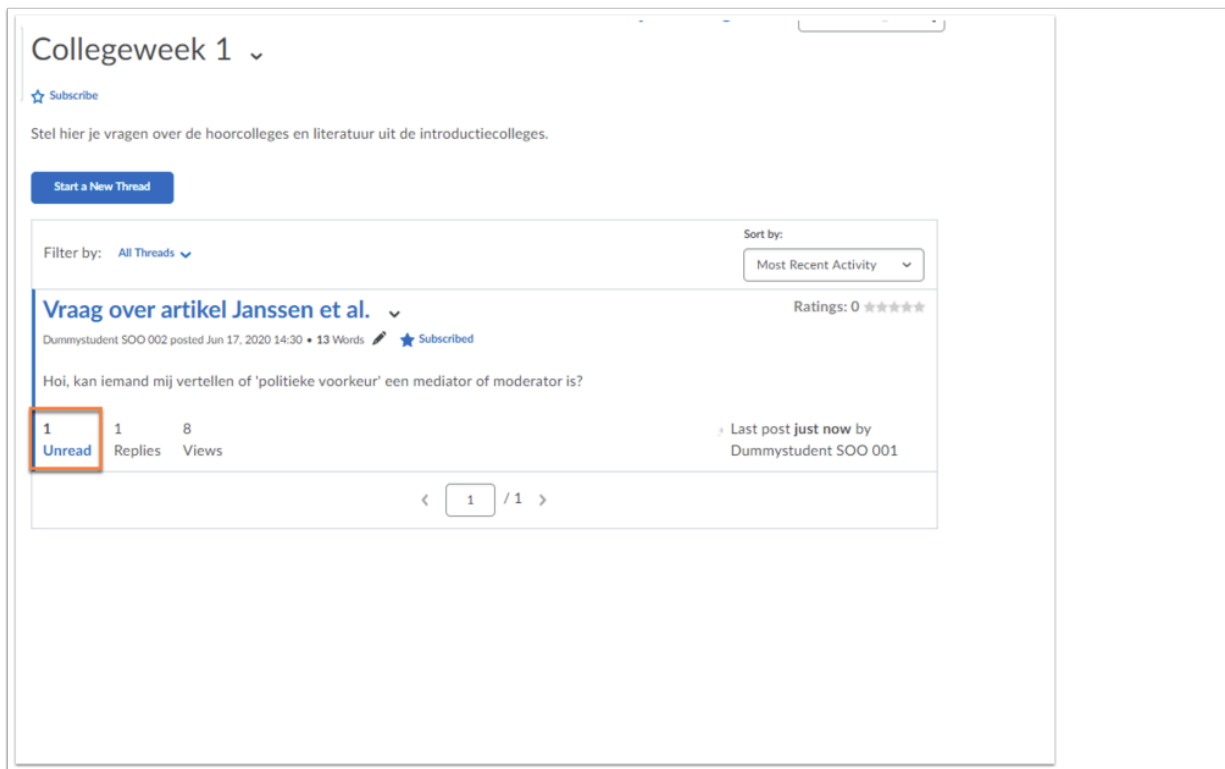 Collegeweek 1
Subscribe
Stel hier je vragen over de hoorcolleges en literatuur uit de introductiecolleges.
Start a New Thread
Filter by: All Threads
Sort by:
Most Recent Activity
Vraag over artikel Janssen et al.
Ratings: 0
Dummystudent SOO 002 posted Jun 17, 2020 14:30 • 13 Words Subscribed
Hoi, kan iemand mij vertellen of 'politieke voorkeur' een mediator of moderator is?
1 1 8
Unread Replies Views
Last post just now by
Dummystudent SOO 001
1 / 1